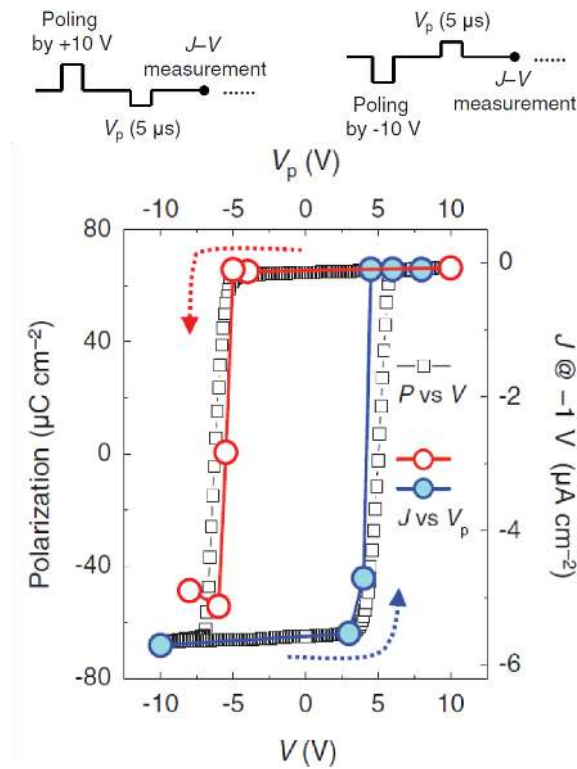 Poling
by +10 V
J–V
measurement
Vp (5 μs)
Vp (5 μs)
J–V
measurement
Poling
by -10 V
Vp (V)
-10 -5 0 5 10
80
40
0
-40
-80
Polarization (μC cm−2)
0
-2
-4
-6
J @ −1 V (μA cm−2)
P vs V
J vs Vp
-10 -5 0 5 10
V (V)